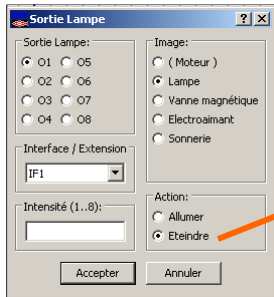 Sortie Lampe
Sortie Lampe:
O1 O5
O2 O6
O3 O7
O4 O8
Interface / Extension
IF1
Intensité (1..8):
Image:
( Moteur )
Lampe
Vanne magnétique
Electroaimant
Sonnerie
Action:
Allumer
Eteindre
Accepter Annuler